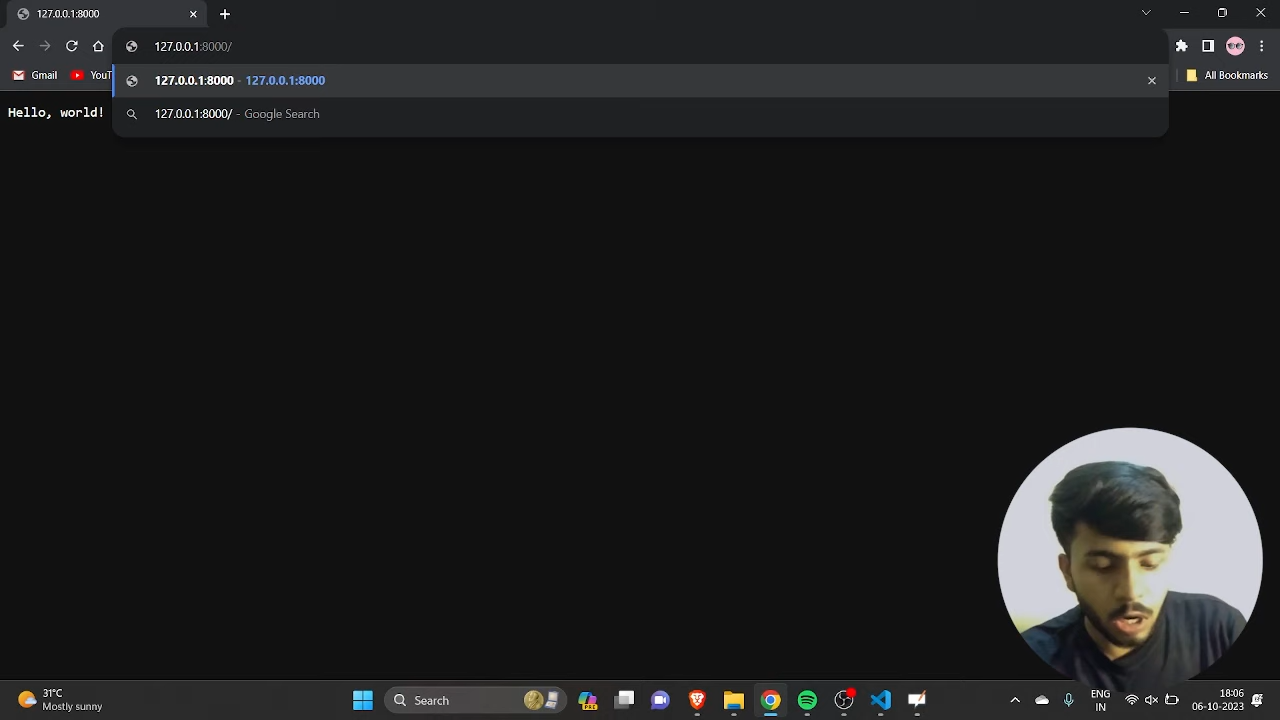 127.0.0.1:8000
127.0.0.1:8000/
Gmail
YouT
All Bookmarks
127.0.0.1:8000 - 127.0.0.1:8000
127.0.0.1:8000/ - Google Search
Hello, world!
31°C
Mostly sunny
Search
PRE
ENG
IN
18:06
06-10-2023